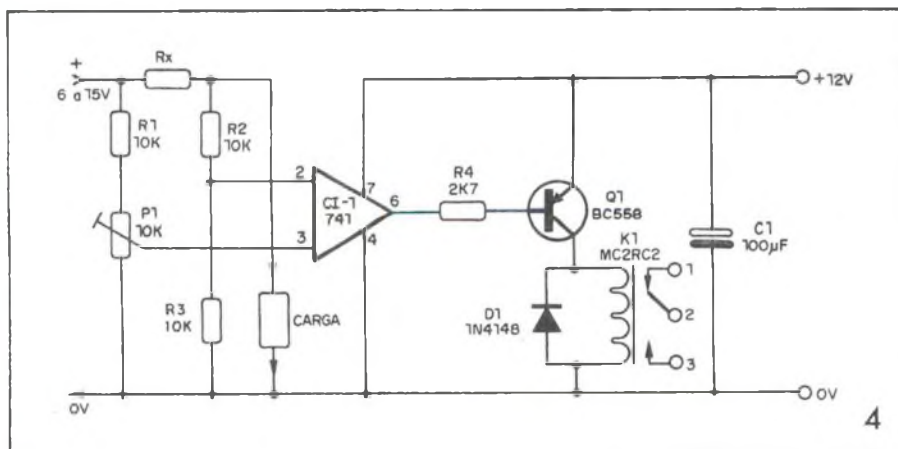 Rx
+
6 a 15V
R1
10K
R2
10K
P1
10K
2
3
7
4
6
CI-1
741
R4
2K7
Q1
BC558
K1
MC2RC2
C1
100µF
+12V
R3
10K
CARGA
D1
1N4148
1
2
3
0V
0V
4